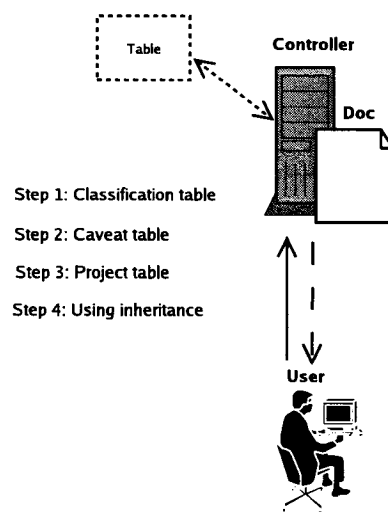 Table
Controller
Doc
Step 1: Classification table
Step 2: Caveat table
Step 3: Project table
Step 4: Using inheritance
User